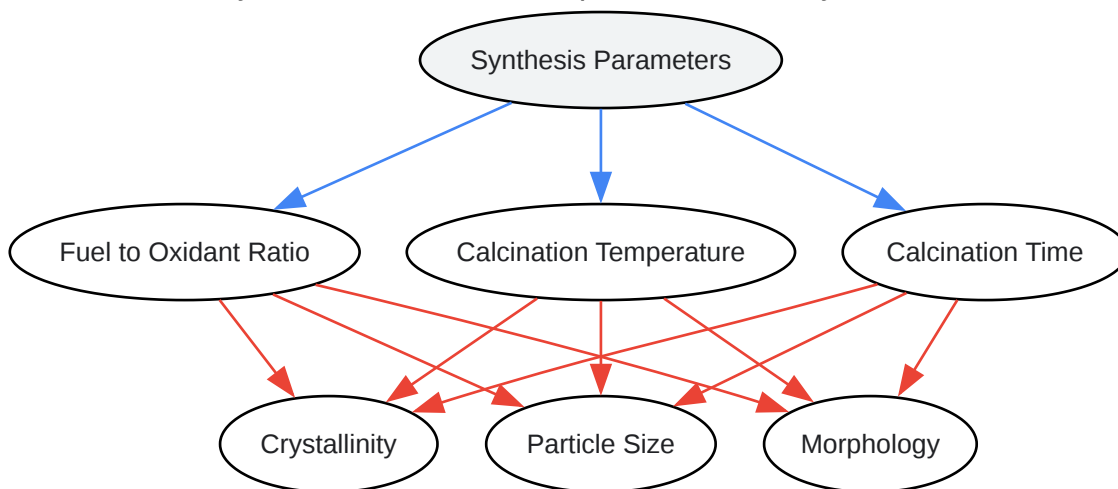 Synthesis Parameters
Fuel to Oxidant Ratio
Calcination Temperature
Calcination Time
Crystallinity
Particle Size
Morphology